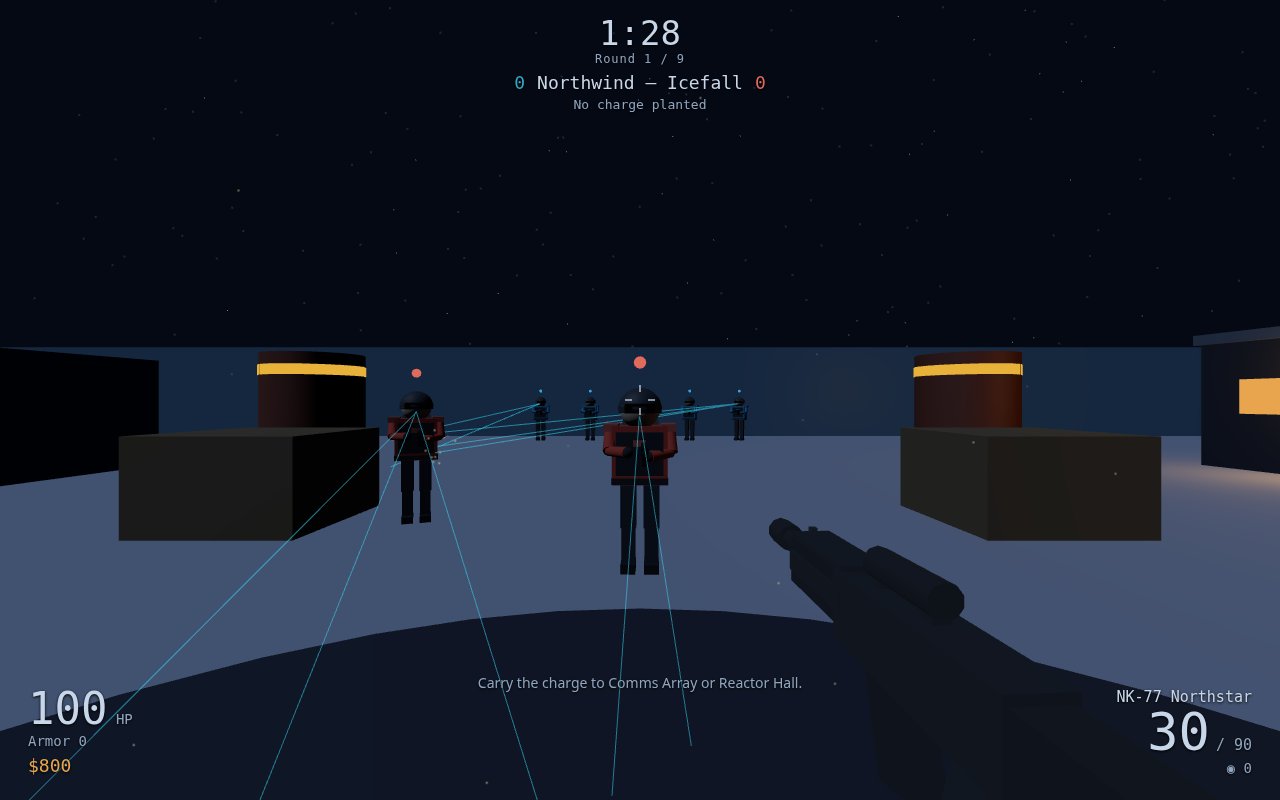 1:28
Round 1 / 9
0 Northwind — Icefall 0
No charge planted
Carry the charge to Comms Array or Reactor Hall.
100 HP
Armor 0
$800
NK-77 Northstar
30 / 90
◉ 0